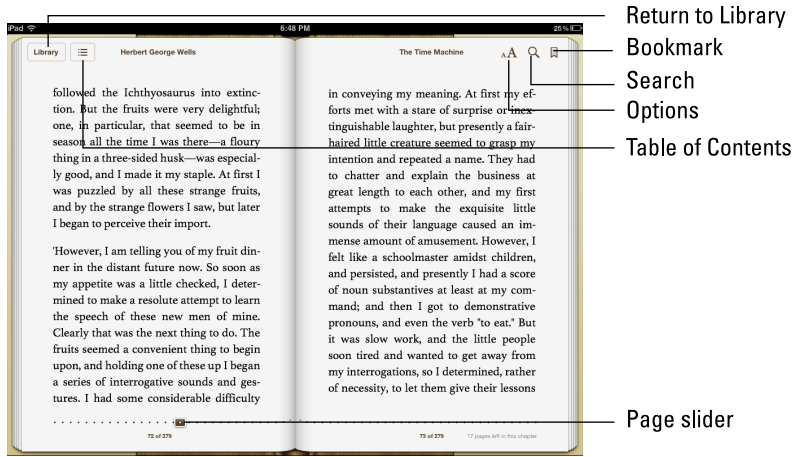 iPad 6:48 PM 25%
Library Herbert George Wells The Time Machine AA
Return to Library
Bookmark
Search
Options
Table of Contents
followed the Ichthyosaurus into extinc-
tion. But the fruits were very delightful;
one, in particular, that seemed to be in
season all the time I was there—a floury
thing in a three-sided husk—was especial-
ly good, and I made it my staple. At first I
was puzzled by all these strange fruits,
and by the strange flowers I saw, but later
I began to perceive their import.
'However, I am telling you of my fruit din-
ner in the distant future now. So soon as
my appetite was a little checked, I deter-
mined to make a resolute attempt to learn
the speech of these new men of mine.
Clearly that was the next thing to do. The
fruits seemed a convenient thing to begin
upon, and holding one of these up I began
a series of interrogative sounds and ges-
tures. I had some considerable difficulty
in conveying my meaning. At first my ef-
forts met with a stare of surprise or inex-
tinguishable laughter, but presently a fair-
haired little creature seemed to grasp my
intention and repeated a name. They had
to chatter and explain the business at
great length to each other, and my first
attempts to make the exquisite little
sounds of their language caused an im-
mense amount of amusement. However, I
felt like a schoolmaster amidst children,
and persisted, and presently I had a score
of noun substantives at least at my com-
mand; and then I got to demonstrative
pronouns, and even the verb "to eat." But
it was slow work, and the little people
soon tired and wanted to get away from
my interrogations, so I determined, rather
of necessity, to let them give their lessons
Page slider
72 of 279
73 of 279 17 pages left in this chapter